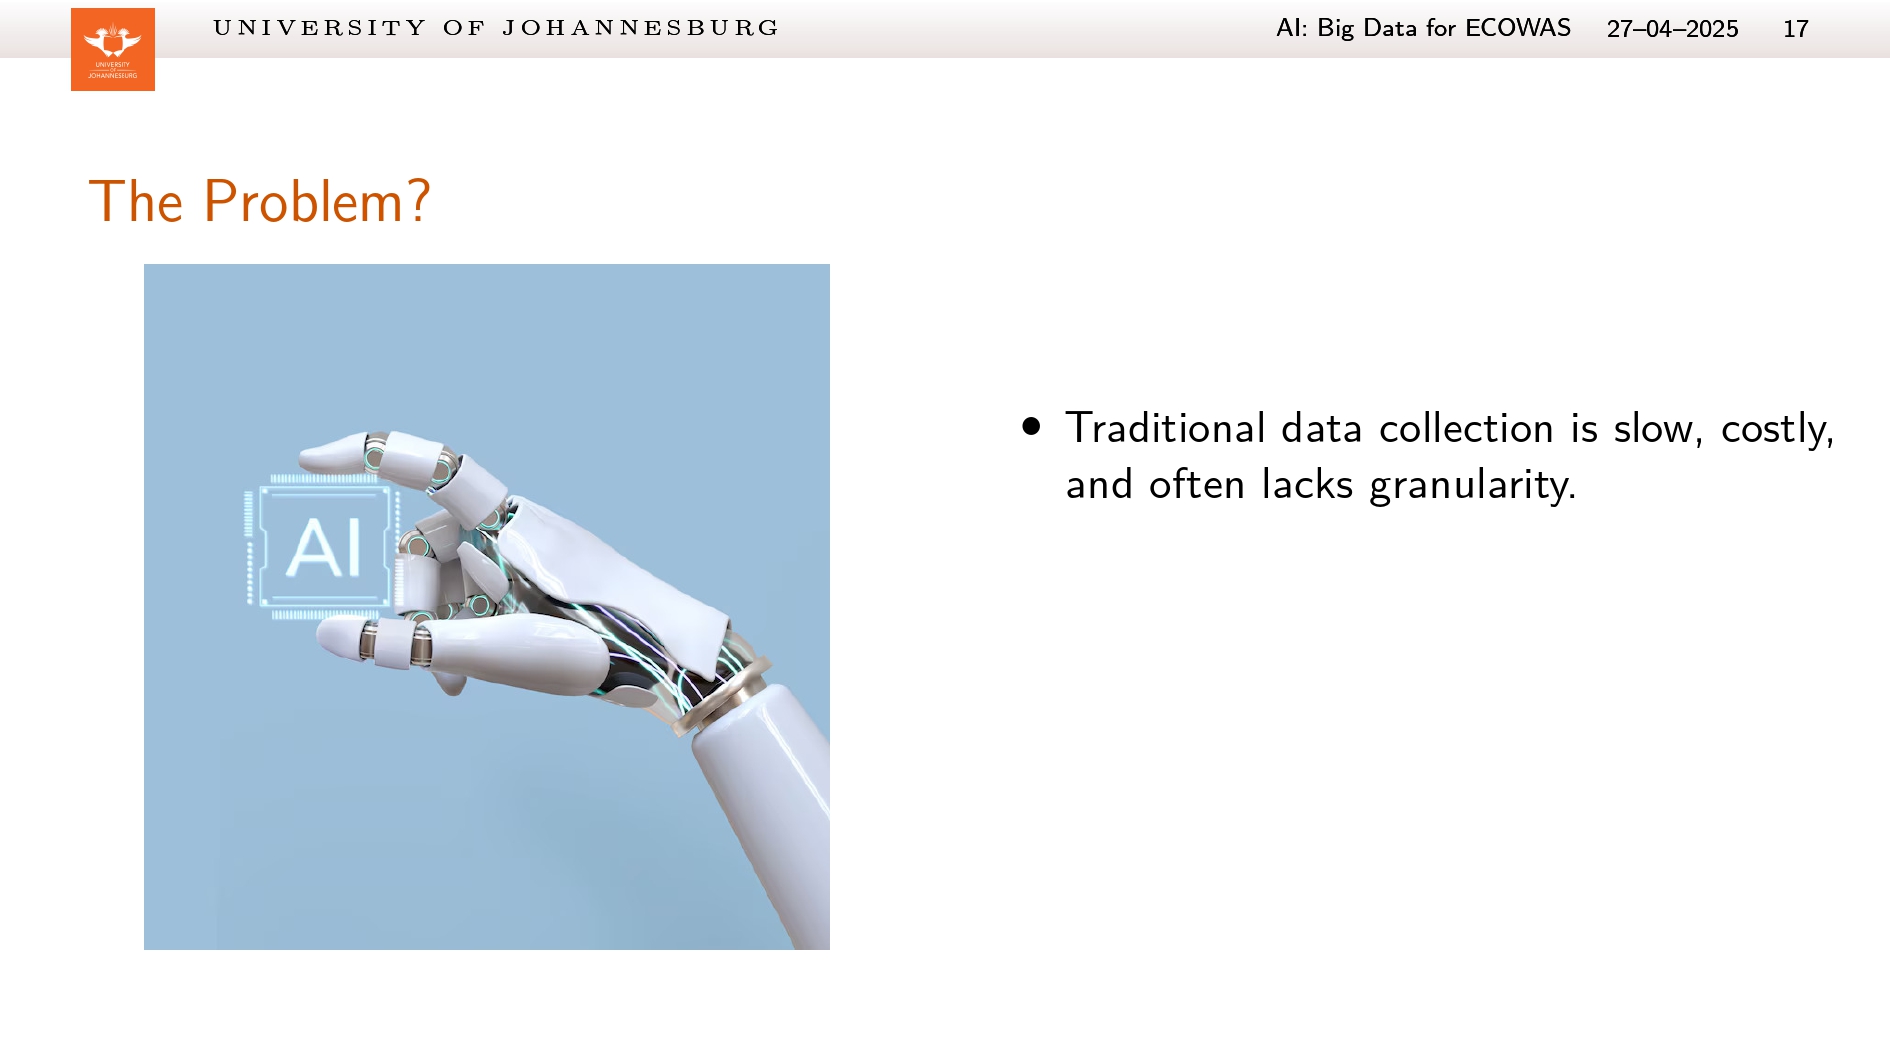 UNIVERSITY OF JOHANNESBURG
AI: Big Data for ECOWAS 27–04–2025 17
UNIVERSITY
OF
JOHANNESBURG
The Problem?
AI
• Traditional data collection is slow, costly,
and often lacks granularity.